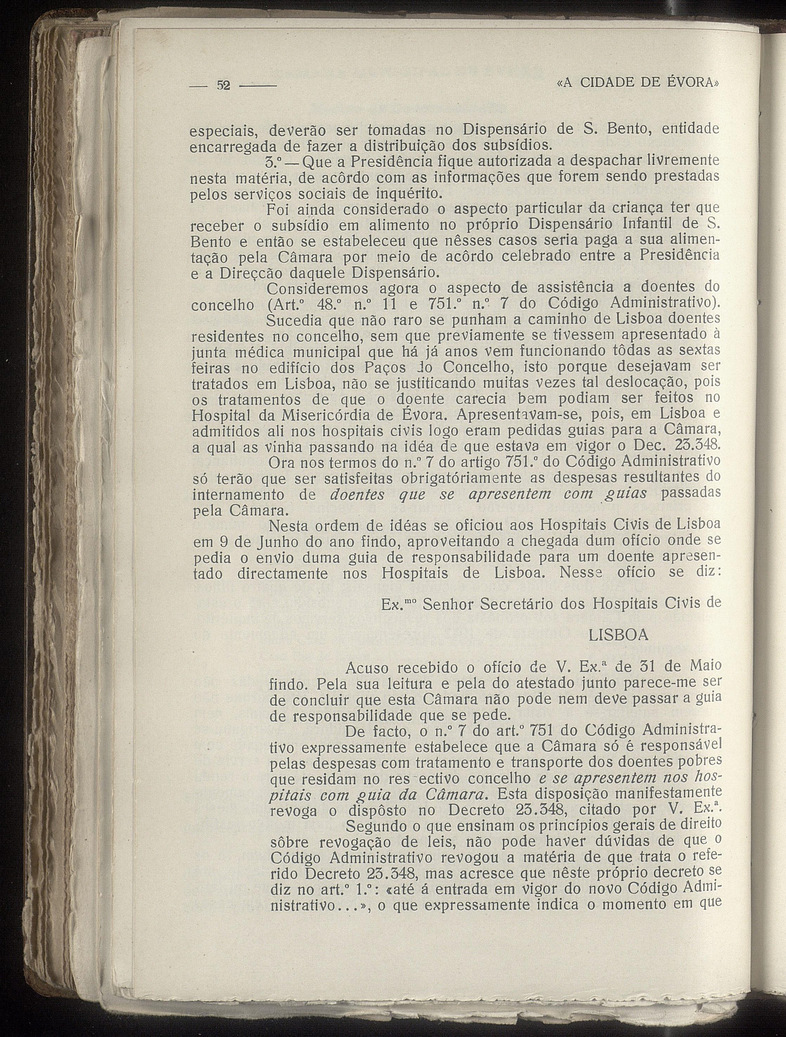 — 52 ——
«A CIDADE DE ÉVORA»
especiais, deverão ser tomadas no Dispensário de S. Bento, entidade
encarregada de fazer a distribuição dos subsídios.
3.º — Que a Presidência fique autorizada a despachar livremente
nesta matéria, de acôrdo com as informações que forem sendo prestadas
pelos serviços sociais de inquérito.
Foi ainda considerado o aspecto particular da criança ter que
receber o subsídio em alimento no próprio Dispensário Infantil de S.
Bento e então se estabeleceu que nêsses casos seria paga a sua alimen-
tação pela Câmara por meio de acôrdo celebrado entre a Presidência
e a Direçcão daquele Dispensário.
Consideremos agora o aspecto de assistência a doentes do
concelho (Art.º 48.º n.º 11 e 751.º n.º 7 do Código Administrativo).
Sucedia que não raro se punham a caminho de Lisboa doentes
residentes no concelho, sem que previamente se tivessem apresentado à
junta médica municipal que há já anos vem funcionando tôdas as sextas
feiras no edifício dos Paços do Concelho, isto porque desejavam ser
tratados em Lisboa, não se justiticando muitas vezes tal deslocação, pois
os tratamentos de que o doente carecia bem podiam ser feitos no
Hospital da Misericórdia de Évora. Apresentavam-se, pois, em Lisboa e
admitidos ali nos hospitais civis logo eram pedidas guias para a Câmara,
a qual as vinha passando na idéa de que estava em vigor o Dec. 23.348.
Ora nos termos do n.º 7 do artigo 751.º do Código Administrativo
só terão que ser satisfeitas obrigatóriamente as despesas resultantes do
internamento de doentes que se apresentem com guias passadas
pela Câmara.
Nesta ordem de idéas se oficiou aos Hospitais Civis de Lisboa
em 9 de Junho do ano findo, aproveitando a chegada dum ofício onde se
pedia o envio duma guia de responsabilidade para um doente apresen-
tado directamente nos Hospitais de Lisboa. Nesse ofício se diz:
Ex.ᵐᵒ Senhor Secretário dos Hospitais Civis de
LISBOA
Acuso recebido o ofício de V. Ex.ª de 31 de Maio
findo. Pela sua leitura e pela do atestado junto parece-me ser
de concluir que esta Câmara não pode nem deve passar a guia
de responsabilidade que se pede.
De facto, o n.º 7 do art.º 751 do Código Administra-
tivo expressamente estabelece que a Câmara só é responsável
pelas despesas com tratamento e transporte dos doentes pobres
que residam no res ectivo concelho e se apresentem nos hos-
pitais com guia da Câmara. Esta disposição manifestamente
revoga o dispôsto no Decreto 23.348, citado por V. Ex.ª.
Segundo o que ensinam os princípios gerais de direito
sôbre revogação de leis, não pode haver dúvidas de que o
Código Administrativo revogou a matéria de que trata o refe-
rido Decreto 23.348, mas acresce que nêste próprio decreto se
diz no art.º 1.º: «até á entrada em vigor do novo Código Admi-
nistrativo...», o que expressamente indica o momento em que